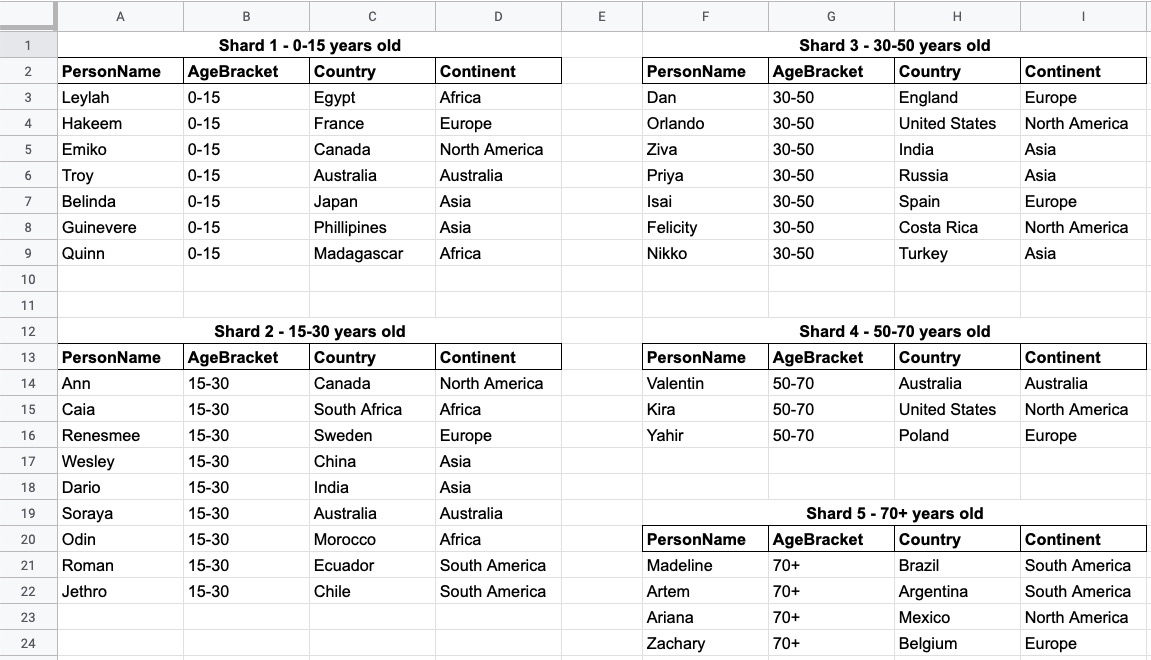 A B C D E F G H I
1 Shard 1 - 0-15 years old Shard 3 - 30-50 years old
2 PersonName AgeBracket Country Continent PersonName AgeBracket Country Continent
3 Leylah 0-15 Egypt Africa Dan 30-50 England Europe
4 Hakeem 0-15 France Europe Orlando 30-50 United States North America
5 Emiko 0-15 Canada North America Ziva 30-50 India Asia
6 Troy 0-15 Australia Australia Priya 30-50 Russia Asia
7 Belinda 0-15 Japan Asia Isai 30-50 Spain Europe
8 Guinevere 0-15 Phillipines Asia Felicity 30-50 Costa Rica North America
9 Quinn 0-15 Madagascar Africa Nikko 30-50 Turkey Asia
10
11
12 Shard 2 - 15-30 years old Shard 4 - 50-70 years old
13 PersonName AgeBracket Country Continent PersonName AgeBracket Country Continent
14 Ann 15-30 Canada North America Valentin 50-70 Australia Australia
15 Caia 15-30 South Africa Africa Kira 50-70 United States North America
16 Renesmee 15-30 Sweden Europe Yahir 50-70 Poland Europe
17 Wesley 15-30 China Asia
18 Dario 15-30 India Asia
19 Soraya 15-30 Australia Australia Shard 5 - 70+ years old
20 Odin 15-30 Morocco Africa PersonName AgeBracket Country Continent
21 Roman 15-30 Ecuador South America Madeline 70+ Brazil South America
22 Jethro 15-30 Chile South America Artem 70+ Argentina South America
23 Ariana 70+ Mexico North America
24 Zachary 70+ Belgium Europe